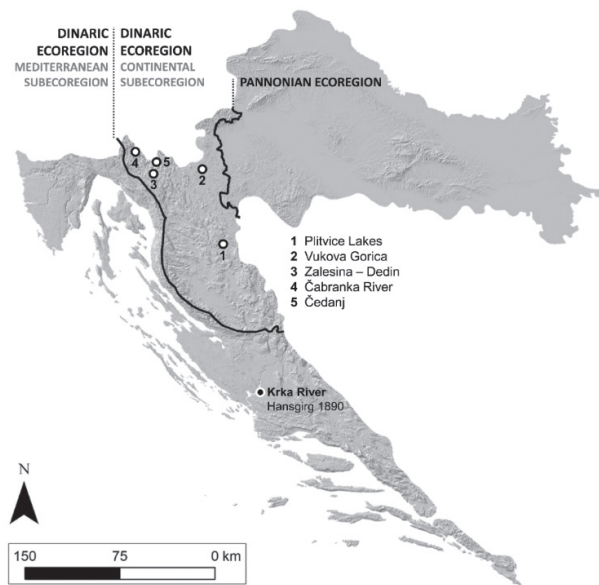 DINARIC
ECOREGION
MEDITERRANEAN
SUBECOREGION
DINARIC
ECOREGION
CONTINENTAL
SUBECOREGION
PANNONIAN ECOREGION
4
5
3
2
1
1 Plitvice Lakes
2 Vukova Gorica
3 Zalesina – Dedin
4 Čabranka River
5 Čedanj
Krka River
Hansgirg 1890
N
150 75 0 km